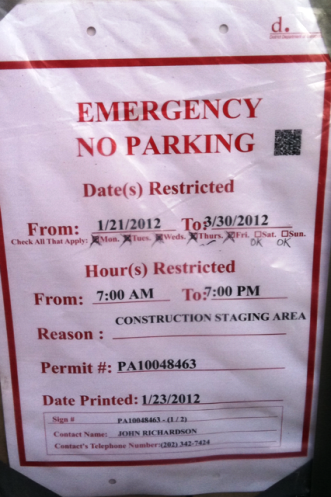 d.
EMERGENCY
NO PARKING
Date(s) Restricted
From: 1/21/2012 To: 3/30/2012
Check All That Apply: Mon. Tues. Weds. Thurs. Fri. Sat. Sun.
OK OK
Hour(s) Restricted
From: 7:00 AM To: 7:00 PM
Reason : CONSTRUCTION STAGING AREA
Permit #: PA10048463
Date Printed: 1/23/2012
Sign # PA10048463 - (1 / 2)
Contact Name: JOHN RICHARDSON
Contact's Telephone Number: (202) 342-7424